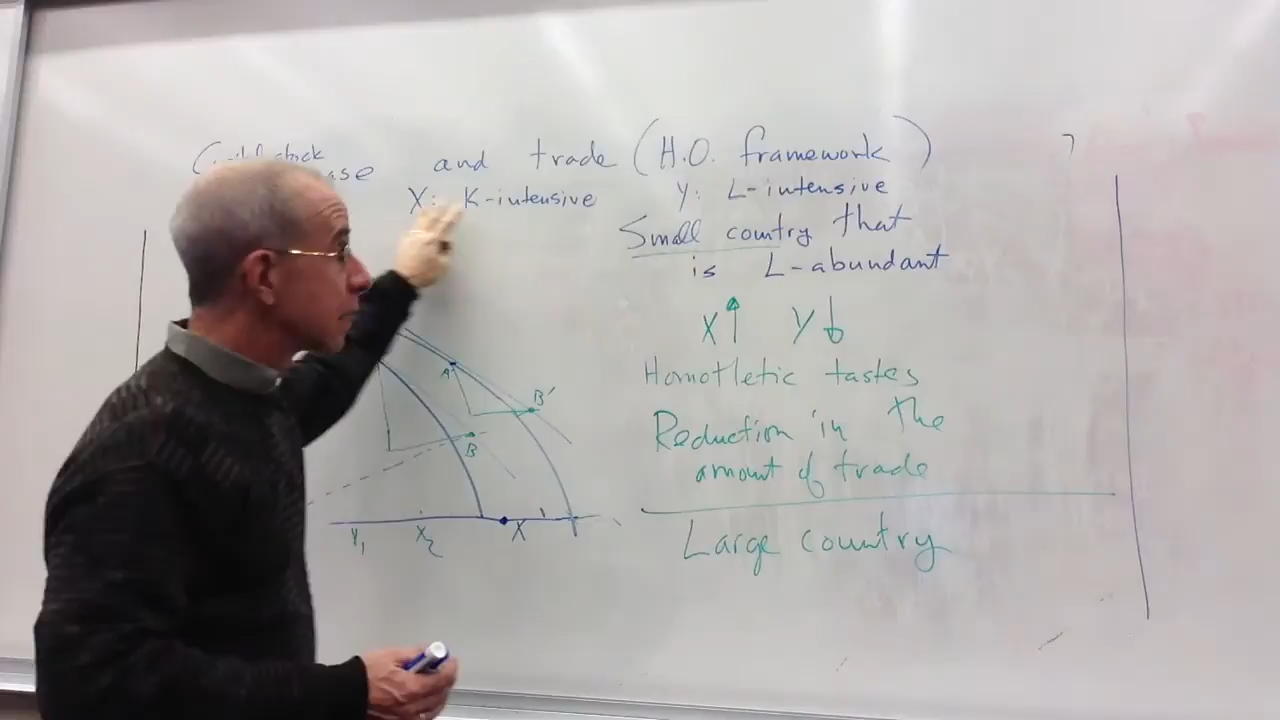 and trade (H.O. framework)
X: K-intensive Y: L-intensive
Small country that
is L-abundant
X↑ Y↓
Homotletic tastes
Reduction in the
amount of trade
Large country
A'
B'
B
Y₁ X₂ X